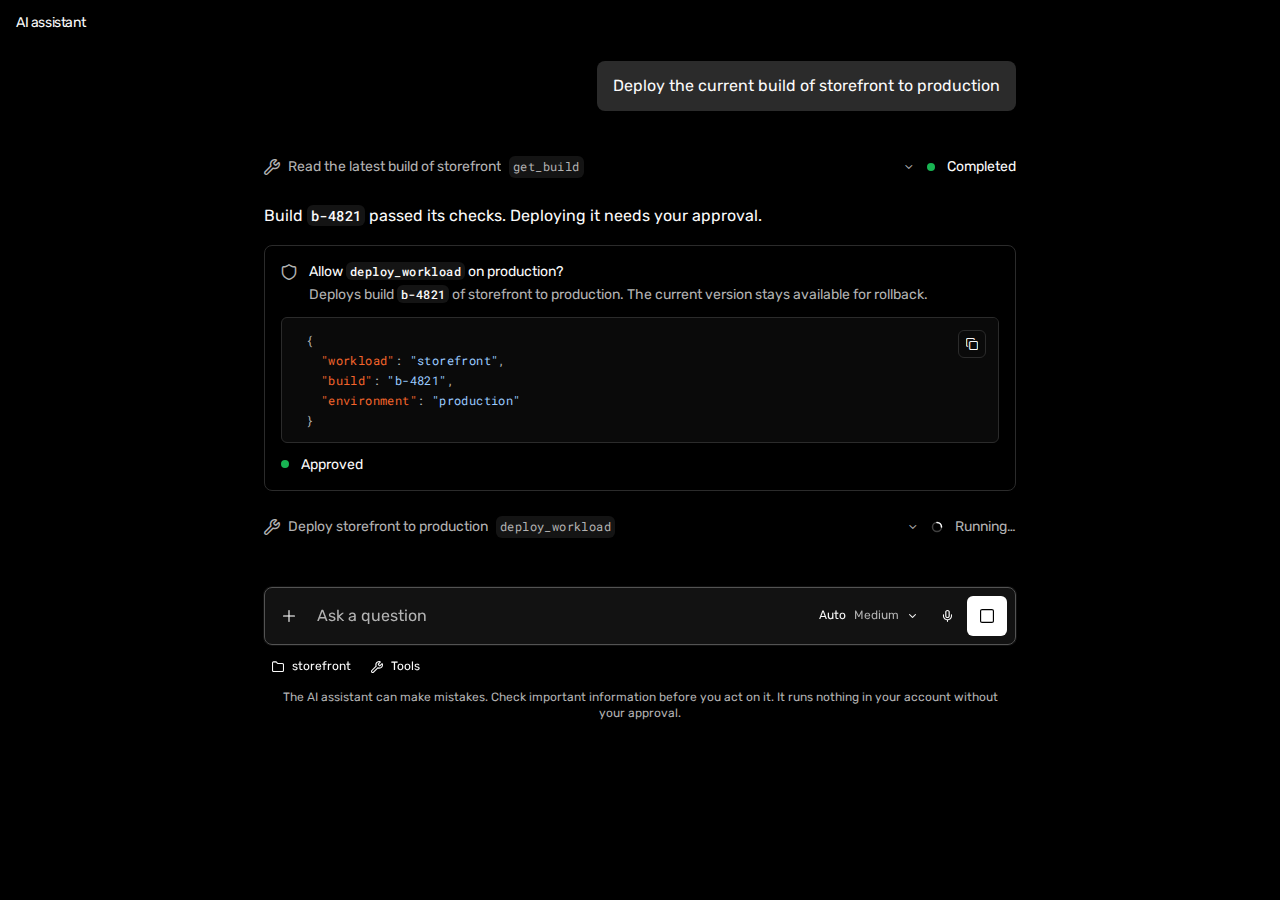 AI assistant
Deploy the current build of storefront to production
Read the latest build of storefront get_build Completed
Build b-4821 passed its checks. Deploying it needs your approval.
Allow deploy_workload on production?
Deploys build b-4821 of storefront to production. The current version stays available for rollback.
{
"workload": "storefront",
"build": "b-4821",
"environment": "production"
}
Approved
Deploy storefront to production deploy_workload Running…
Ask a question Auto Medium
storefront Tools
The AI assistant can make mistakes. Check important information before you act on it. It runs nothing in your account without
your approval.